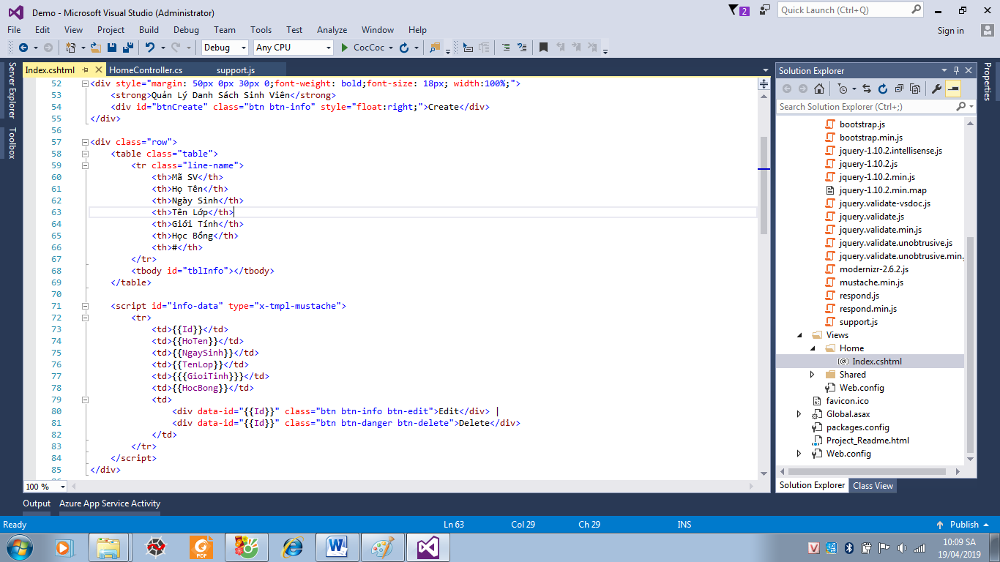 Demo - Microsoft Visual Studio (Administrator)
2
Quick Launch (Ctrl+Q)
File Edit View Project Build Debug Team Tools Test Analyze Window Help
Sign in
Debug Any CPU CocCoc
Server Explorer
Toolbox
Index.cshtml HomeController.cs support.js
52 <div style="margin: 50px 0px 30px 0;font-weight: bold;font-size: 18px; width:100%;">
53 <strong>Quản Lý Danh Sách Sinh Viên</strong>
54 <div id="btnCreate" class="btn btn-info" style="float:right;">Create</div>
55 </div>
56
57 <div class="row">
58 <table class="table">
59 <tr class="line-name">
60 <th>Mã SV</th>
61 <th>Họ Tên</th>
62 <th>Ngày Sinh</th>
63 <th>Tên Lớp</th>
64 <th>Giới Tính</th>
65 <th>Học Bổng</th>
66 <th>#</th>
67 </tr>
68 <tbody id="tblInfo"></tbody>
69 </table>
70
71 <script id="info-data" type="x-tmpl-mustache">
72 <tr>
73 <td>{{Id}}</td>
74 <td>{{HoTen}}</td>
75 <td>{{NgaySinh}}</td>
76 <td>{{TenLop}}</td>
77 <td>{{{GioiTinh}}}</td>
78 <td>{{HocBong}}</td>
79 <td>
80 <div data-id="{{Id}}" class="btn btn-info btn-edit">Edit</div> |
81 <div data-id="{{Id}}" class="btn btn-danger btn-delete">Delete</div>
82 </td>
83 </tr>
84 </script>
85 </div>
100 %
Solution Explorer
Search Solution Explorer (Ctrl+;)
bootstrap.js
bootstrap.min.js
jquery-1.10.2.intellisense.js
jquery-1.10.2.js
jquery-1.10.2.min.js
jquery-1.10.2.min.map
jquery.validate-vsdoc.js
jquery.validate.js
jquery.validate.min.js
jquery.validate.unobtrusive.js
jquery.validate.unobtrusive.min.
modernizr-2.6.2.js
mustache.min.js
respond.js
respond.min.js
support.js
Views
Home
Index.cshtml
Shared
Web.config
favicon.ico
Global.asax
packages.config
Project_Readme.html
Web.config
Solution Explorer Class View
Properties
Output Azure App Service Activity
Ready Ln 63 Col 29 Ch 29 INS Publish
PDF
10:09 SA
19/04/2019